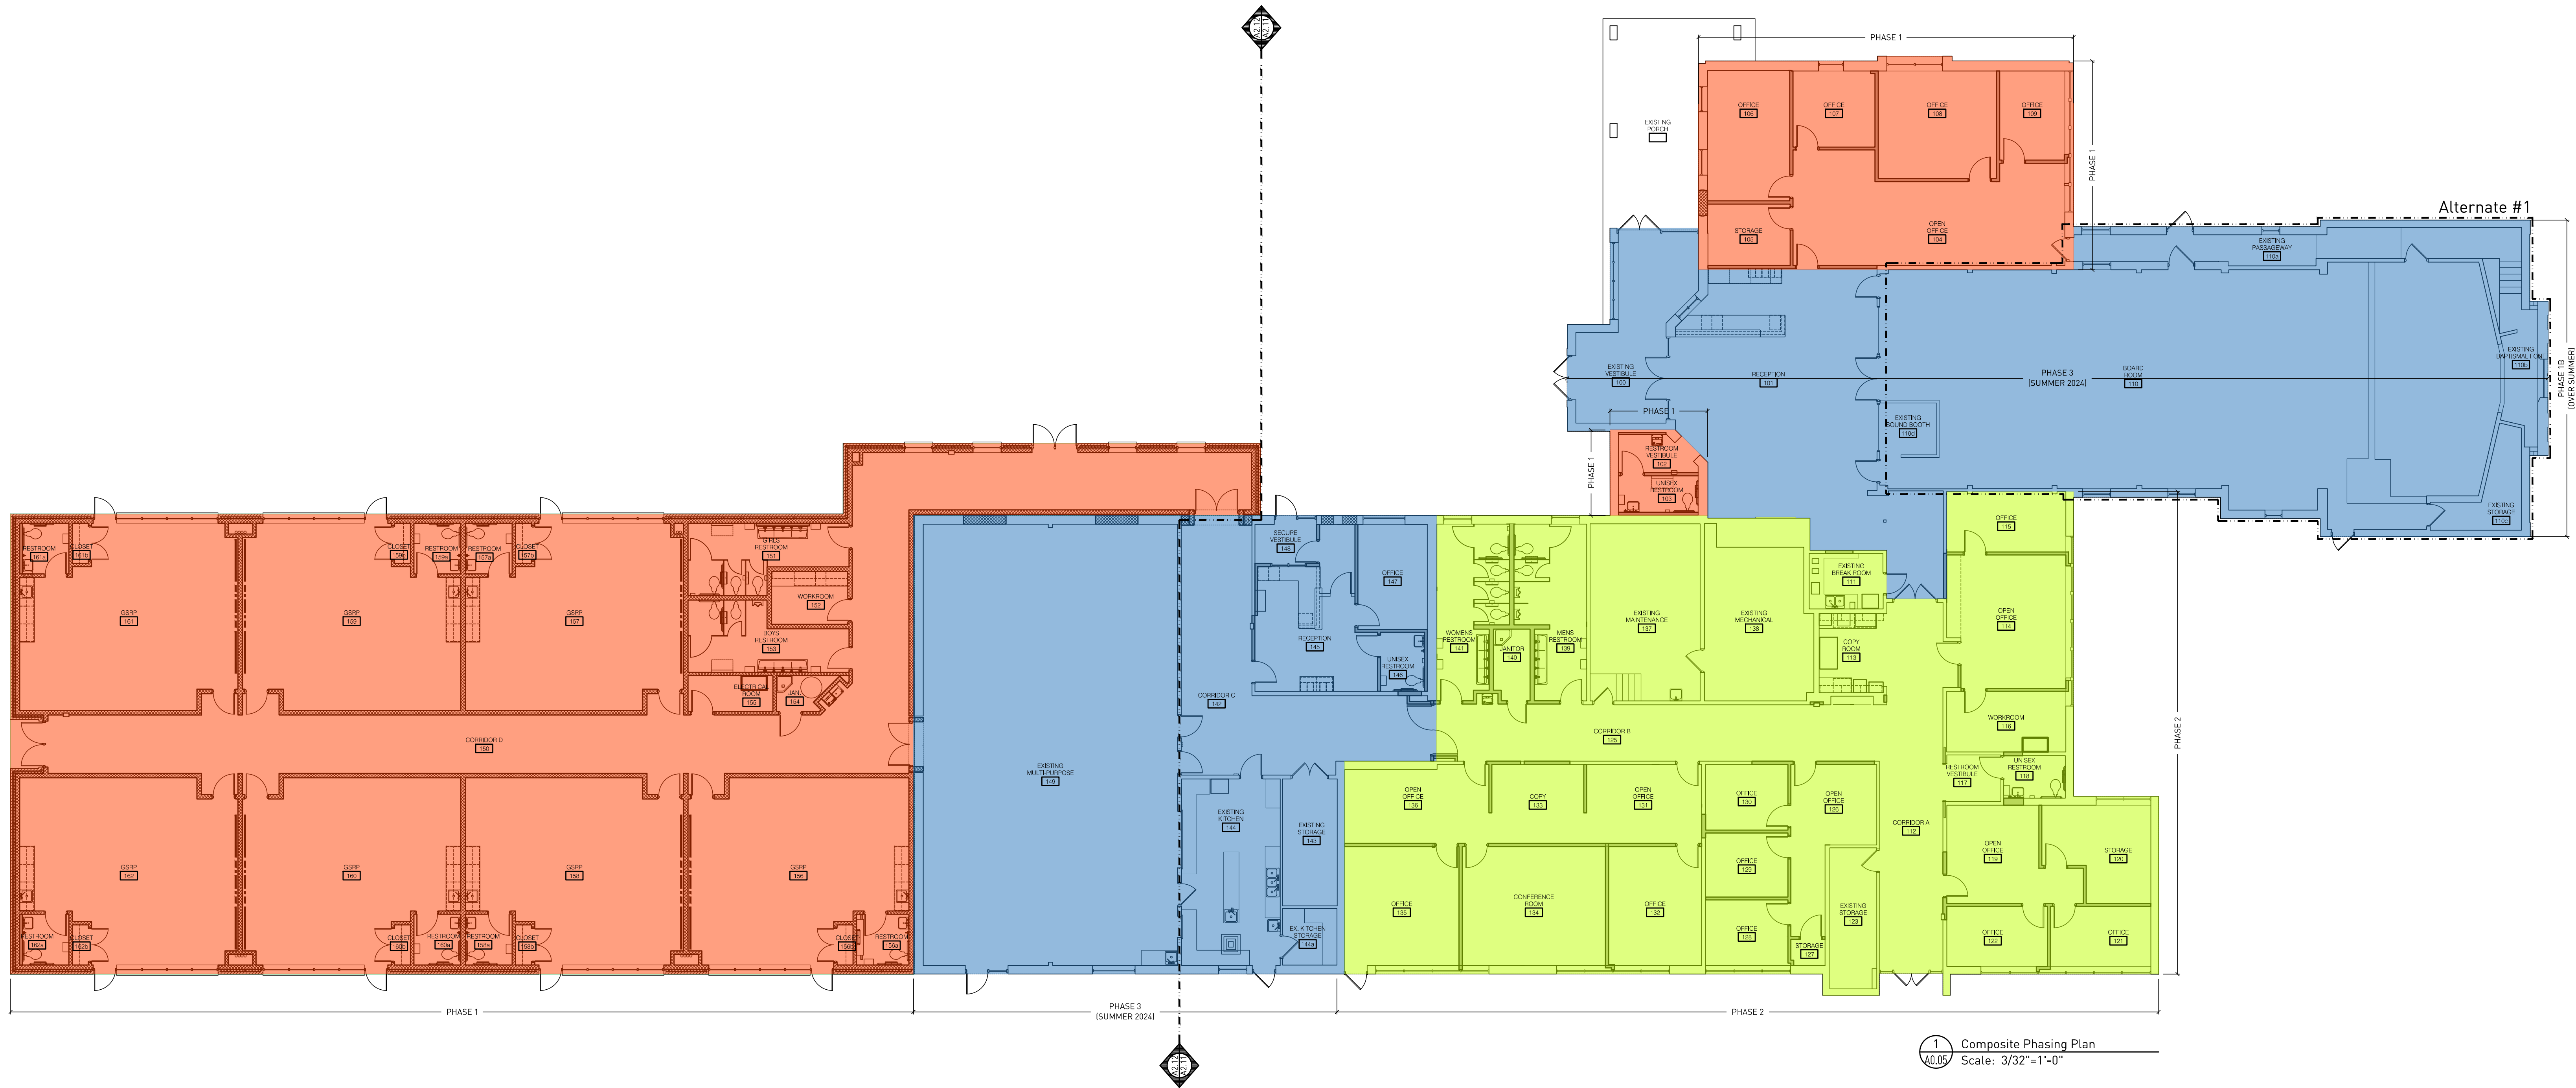 A2.12
A2.11
PHASE 1
PHASE 1
EXISTING
PORCH
OFFICE
106
OFFICE
107
OFFICE
108
OFFICE
109
STORAGE
105
OPEN
OFFICE
104
Alternate #1
EXISTING
PASSAGEWAY
110a
EXISTING
VESTIBULE
100
RECEPTION
101
PHASE 3
(SUMMER 2024)
BOARD
ROOM
110
EXISTING
BAPTISMAL FONT
110b
PHASE 1B
(OVER SUMMER)
EXISTING
SOUND BOOTH
110d
EXISTING
STORAGE
110c
PHASE 1
PHASE 1
RESTROOM
VESTIBULE
102
UNISEX
RESTROOM
103
RESTROOM
161a
CLOSET
161b
CLOSET
159b
RESTROOM
159a
RESTROOM
157a
CLOSET
157b
GIRLS
RESTROOM
151
WORKROOM
152
BOYS
RESTROOM
153
ELECTRICAL
ROOM
155
JAN.
154
GSRP
161
GSRP
159
GSRP
157
CORRIDOR D
150
GSRP
162
GSRP
160
GSRP
158
GSRP
156
RESTROOM
162a
CLOSET
162b
CLOSET
160b
RESTROOM
160a
RESTROOM
158a
CLOSET
158b
CLOSET
156b
RESTROOM
156a
EXISTING
MULTI-PURPOSE
149
SECURE
VESTIBULE
148
OFFICE
147
RECEPTION
145
UNISEX
RESTROOM
146
CORRIDOR C
142
EXISTING
KITCHEN
144
EXISTING
STORAGE
143
EX. KITCHEN
STORAGE
144a
WOMENS
RESTROOM
141
JANITOR
140
MENS
RESTROOM
139
EXISTING
MAINTENANCE
137
EXISTING
MECHANICAL
138
EXISTING
BREAK ROOM
111
COPY
ROOM
113
OFFICE
115
OPEN
OFFICE
114
WORKROOM
116
RESTROOM
VESTIBULE
117
UNISEX
RESTROOM
118
CORRIDOR B
125
OPEN
OFFICE
136
COPY
133
OPEN
OFFICE
131
OFFICE
130
OPEN
OFFICE
126
CORRIDOR A
112
OPEN
OFFICE
119
STORAGE
120
OFFICE
135
CONFERENCE
ROOM
134
OFFICE
132
OFFICE
129
OFFICE
128
STORAGE
127
EXISTING
STORAGE
123
OFFICE
122
OFFICE
121
PHASE 2
PHASE 1
PHASE 3
(SUMMER 2024)
PHASE 2
A2.12
A2.11
1
A0.05
Composite Phasing Plan
Scale: 3/32"=1'-0"